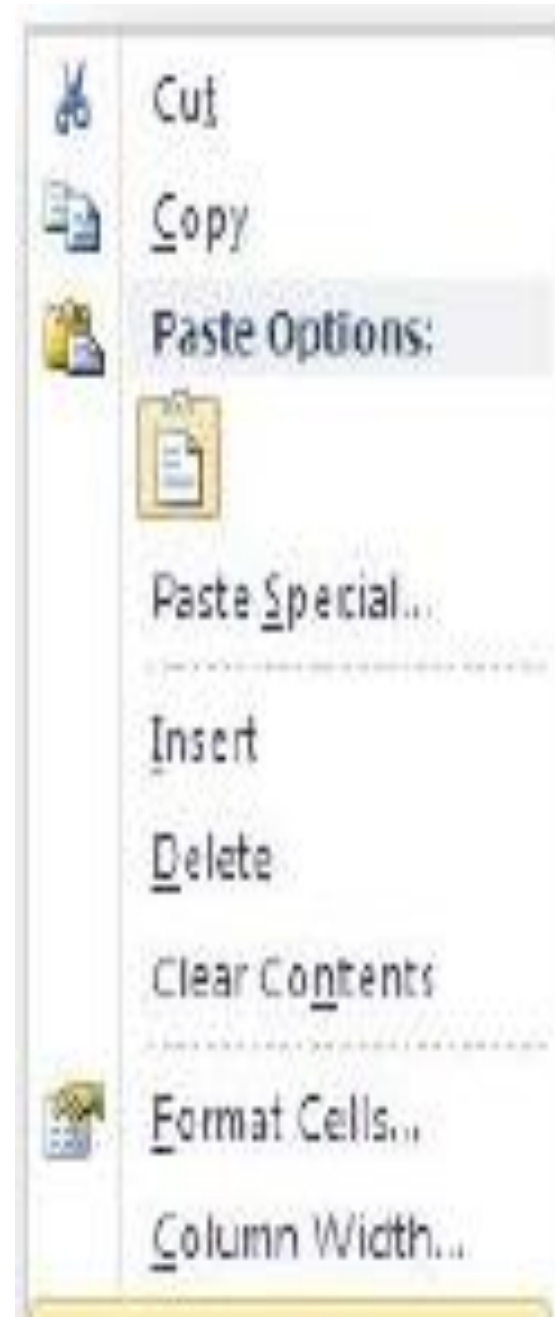 Cut
Copy
Paste Options:
Paste Special...
Insert
Delete
Clear Contents
Format Cells...
Column Width...